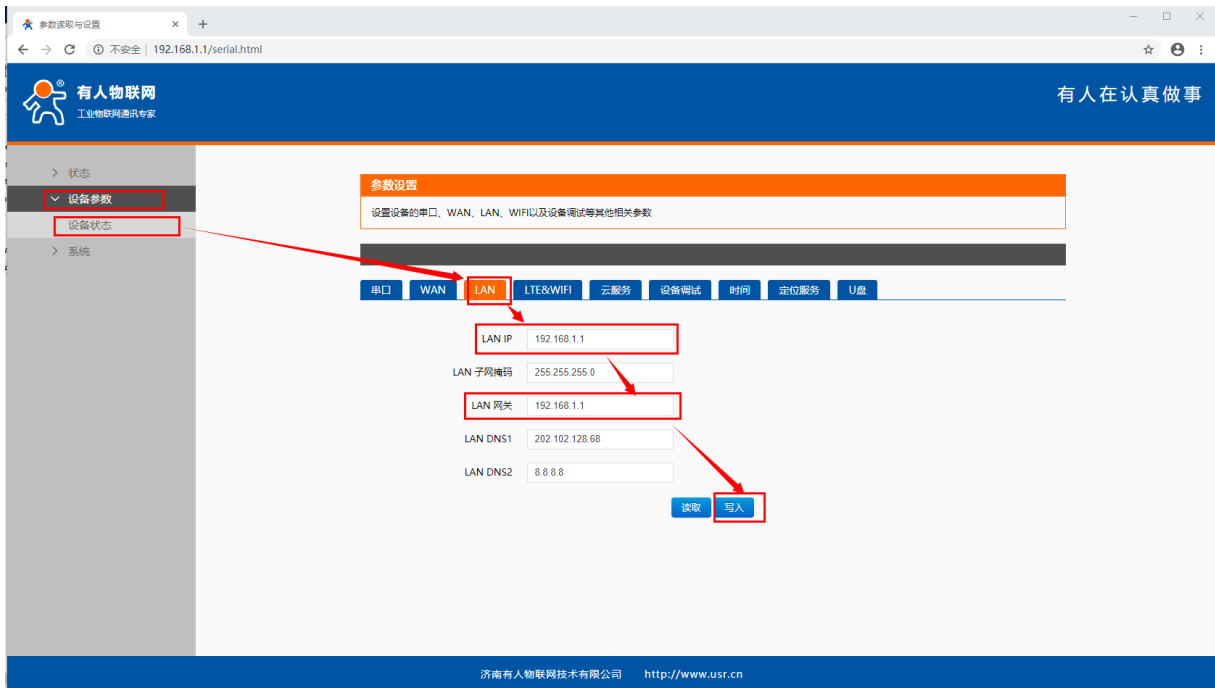 参数读取与设置
不安全 | 192.168.1.1/serial.html
有人物联网
工业物联网通讯专家
有人在认真做事
状态
设备参数
设备状态
系统
参数设置
设置设备的串口、WAN、LAN、WIFI以及设备调试等其他相关参数
串口 WAN LAN LTE&WIFI 云服务 设备调试 时间 定位服务 U盘
LAN IP 192.168.1.1
LAN 子网掩码 255.255.255.0
LAN 网关 192.168.1.1
LAN DNS1 202.102.128.68
LAN DNS2 8.8.8.8
读取 写入
济南有人物联网技术有限公司 http://www.usr.cn